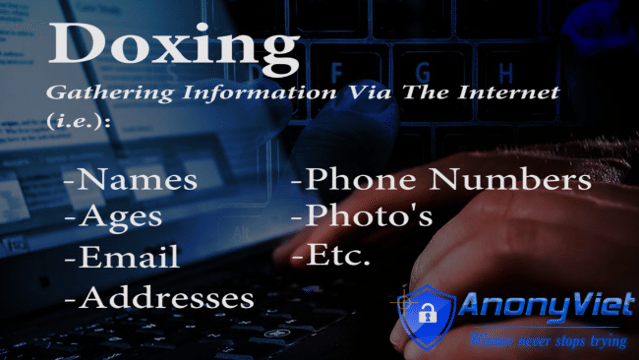 Doxing
Gathering Information Via The Internet
(i.e.):
-Names
-Ages
-Email
-Addresses
-Phone Numbers
-Photo's
-Etc.
AnonyViet
Winner never stops trying